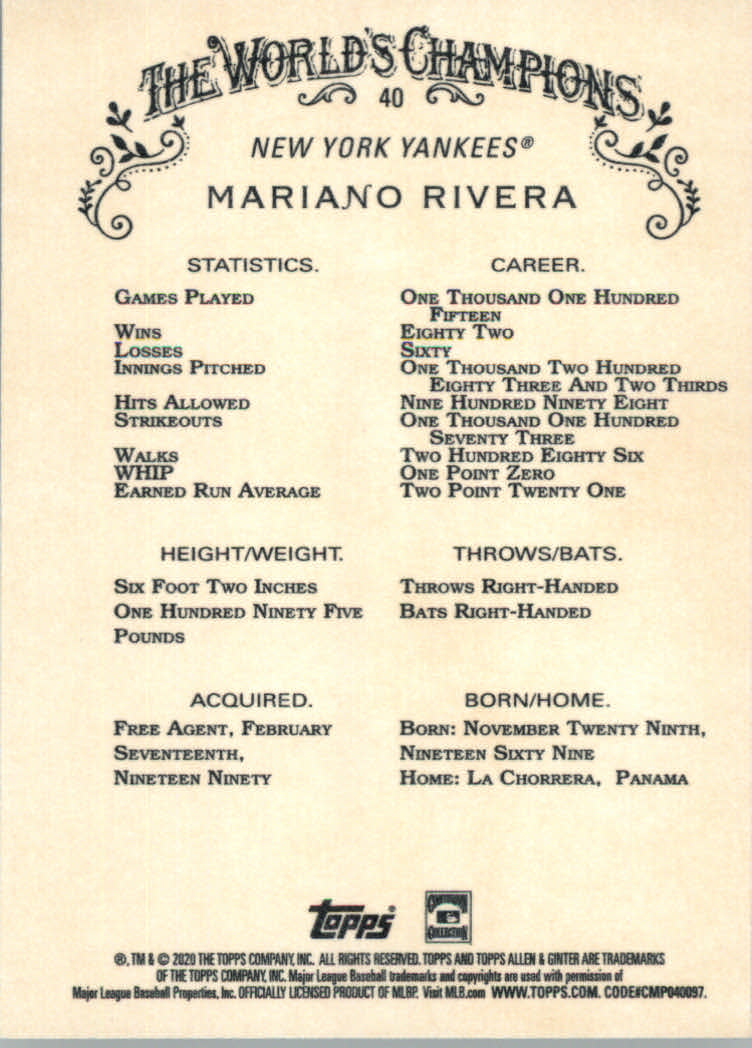 THE WORLD'S CHAMPIONS
40
NEW YORK YANKEES®
MARIANO RIVERA
STATISTICS. CAREER.
GAMES PLAYED ONE THOUSAND ONE HUNDRED
FIFTEEN
WINS EIGHTY TWO
LOSSES SIXTY
INNINGS PITCHED ONE THOUSAND TWO HUNDRED
EIGHTY THREE AND TWO THIRDS
HITS ALLOWED NINE HUNDRED NINETY EIGHT
STRIKEOUTS ONE THOUSAND ONE HUNDRED
SEVENTY THREE
WALKS TWO HUNDRED EIGHTY SIX
WHIP ONE POINT ZERO
EARNED RUN AVERAGE TWO POINT TWENTY ONE
HEIGHT/WEIGHT. THROWS/BATS.
SIX FOOT TWO INCHES THROWS RIGHT-HANDED
ONE HUNDRED NINETY FIVE BATS RIGHT-HANDED
POUNDS
ACQUIRED. BORN/HOME.
FREE AGENT, FEBRUARY BORN: NOVEMBER TWENTY NINTH,
SEVENTEENTH, NINETEEN SIXTY NINE
NINETEEN NINETY HOME: LA CHORRERA, PANAMA
Topps® COOPERSTOWN
COLLECTION
®, TM & © 2020 THE TOPPS COMPANY, INC. ALL RIGHTS RESERVED. TOPPS AND TOPPS ALLEN & GINTER ARE TRADEMARKS
OF THE TOPPS COMPANY, INC. Major League Baseball trademarks and copyrights are used with permission of
Major League Baseball Properties, Inc. OFFICIALLY LICENSED PRODUCT OF MLBP. Visit MLB.com WWW.TOPPS.COM. CODE#CMP040097.